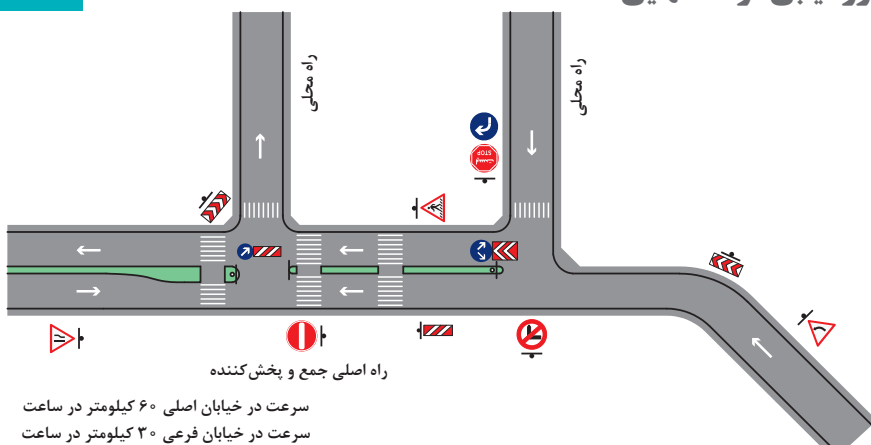 راه محلی
راه محلی
STOP
راه اصلی جمع و پخش‌کننده
سرعت در خیابان اصلی ۶۰ کیلومتر در ساعت
سرعت در خیابان فرعی ۳۰ کیلومتر در ساعت